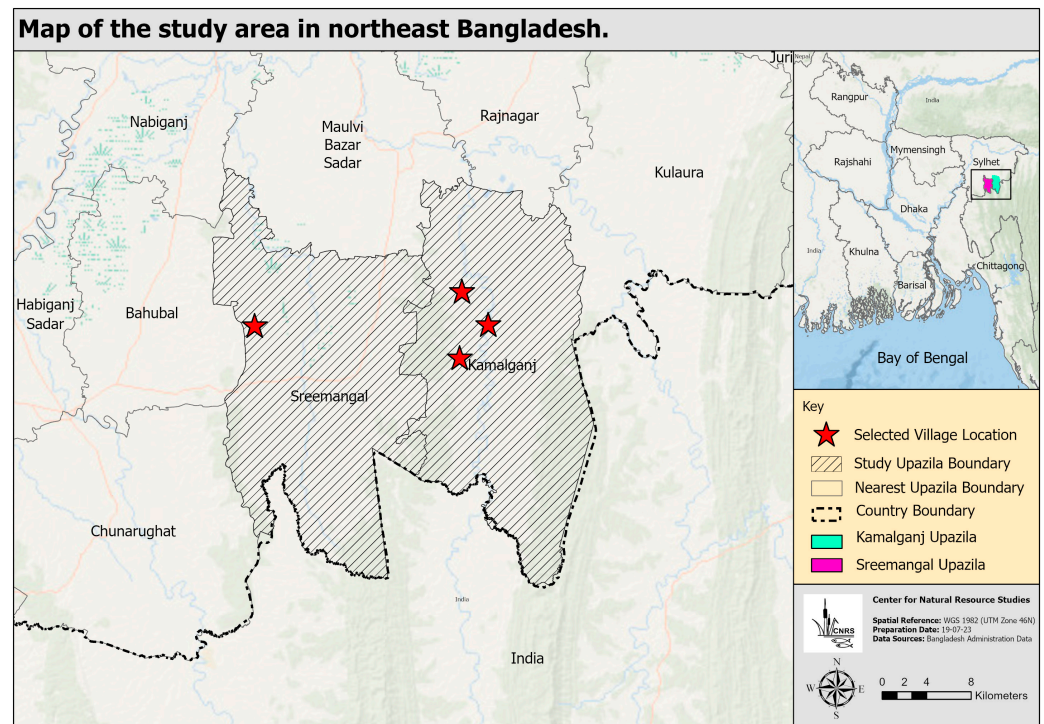 Map of the study area in northeast Bangladesh.
Juri
Nabiganj
Maulvi
Bazar
Sadar
Rajnagar
Kulaura
Habiganj
Sadar
Bahubal
Kamalganj
Sreemangal
Chunarughat
India
India
Nepal
India
Rangpur
Mymensingh
Rajshahi
Sylhet
Dhaka
India
Khulna
Chittagong
Barisal
Bay of Bengal
Key
Selected Village Location
Study Upazila Boundary
Nearest Upazila Boundary
Country Boundary
Kamalganj Upazila
Sreemangal Upazila
CNRS
Center for Natural Resource Studies
Spatial Reference: WGS 1982 (UTM Zone 46N)
Preparation Date: 19-07-23
Data Sources: Bangladesh Administration Data
N
W E
S
0 2 4 8
Kilometers